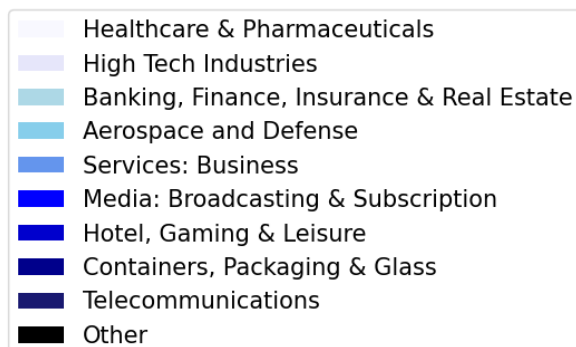 Healthcare & Pharmaceuticals
High Tech Industries
Banking, Finance, Insurance & Real Estate
Aerospace and Defense
Services: Business
Media: Broadcasting & Subscription
Hotel, Gaming & Leisure
Containers, Packaging & Glass
Telecommunications
Other